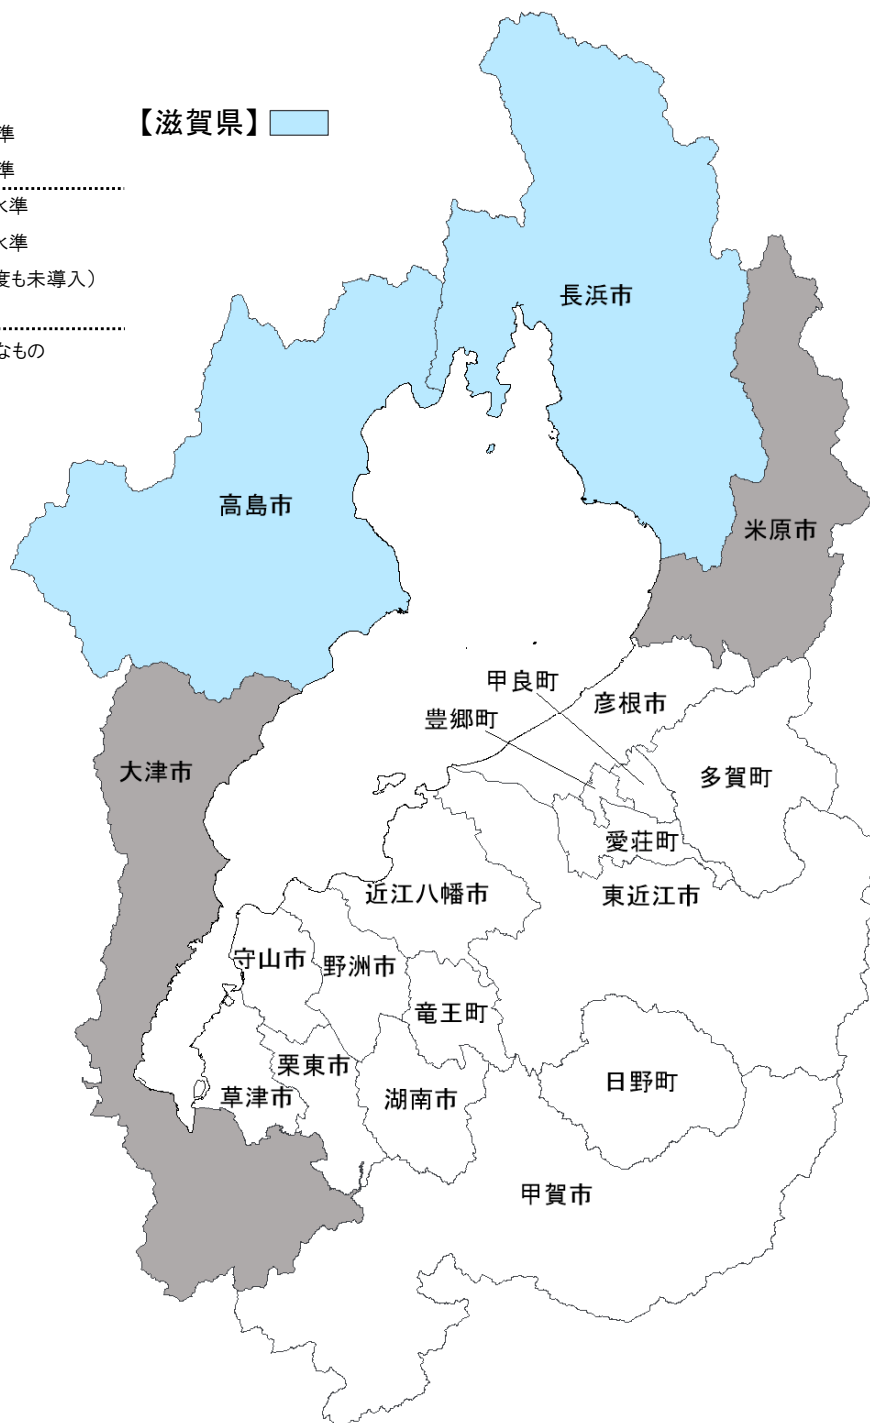 【滋賀県】
準
準
水準
水準
度も未導入）
なもの
長浜市
高島市
米原市
甲良町
彦根市
豊郷町
大津市
多賀町
愛荘町
近江八幡市
東近江市
守山市
野洲市
竜王町
栗東市
日野町
草津市
湖南市
甲賀市